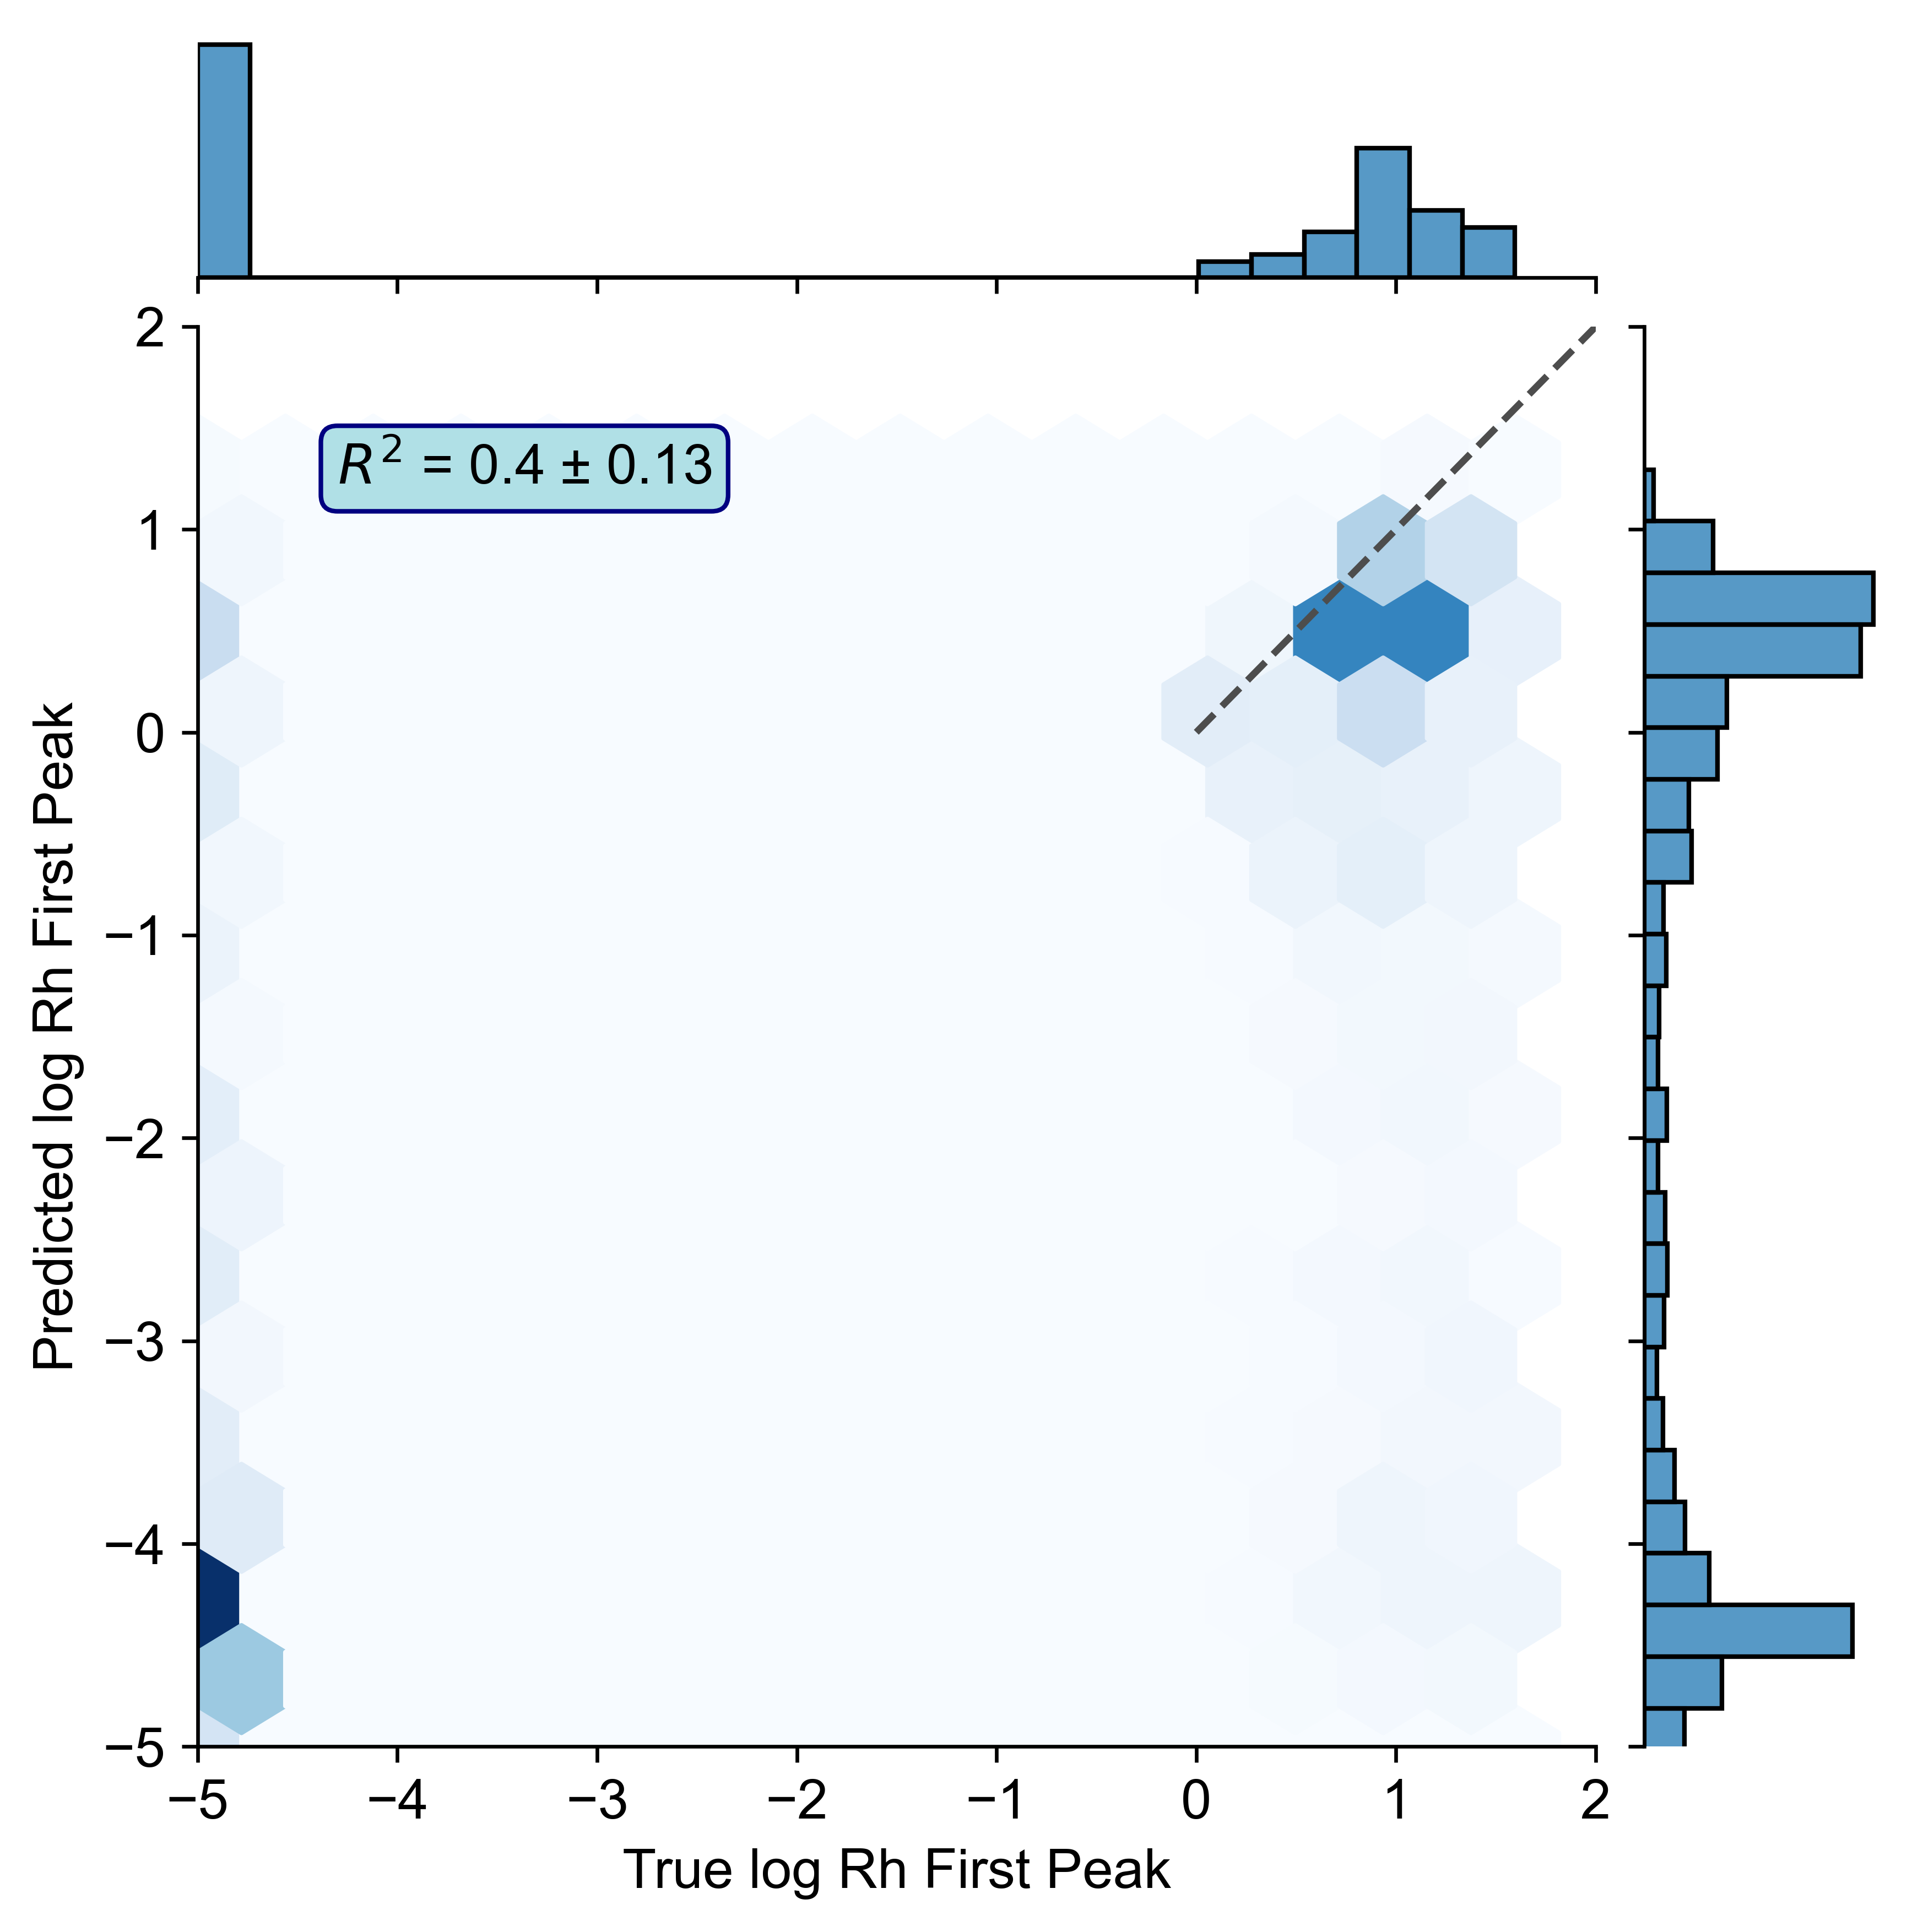 2
R² = 0.4 ± 0.13
1
0
−1
−2
−3
−4
−5
Predicted log Rh First Peak
−5 −4 −3 −2 −1 0 1 2
True log Rh First Peak